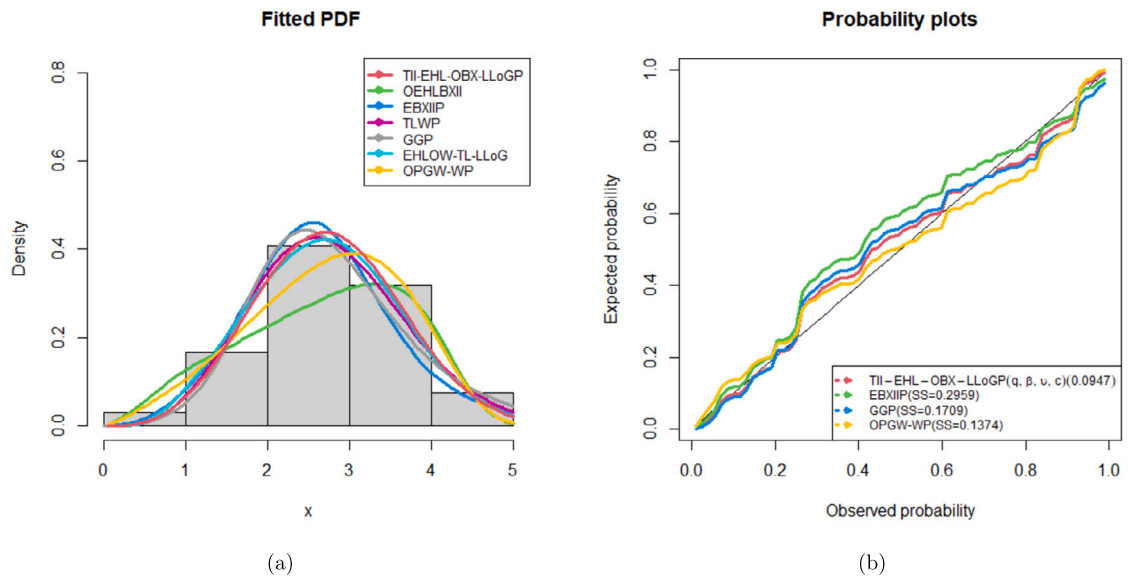 Fitted PDF
TII-EHL-OBX-LLoGP
OEHLBXII
EBXIIP
TLWP
GGP
EHLOW-TL-LLoG
OPGW-WP
Density
0.0
0.2
0.4
0.6
0.8
0
1
2
3
4
5
x
(a)
Probability plots
TII−EHL−OBX−LLoGP(q, β, υ, c)(0.0947)
EBXIIP(SS=0.2959)
GGP(SS=0.1709)
OPGW-WP(SS=0.1374)
Expected probability
0.0
0.2
0.4
0.6
0.8
1.0
0.0
0.2
0.4
0.6
0.8
1.0
Observed probability
(b)